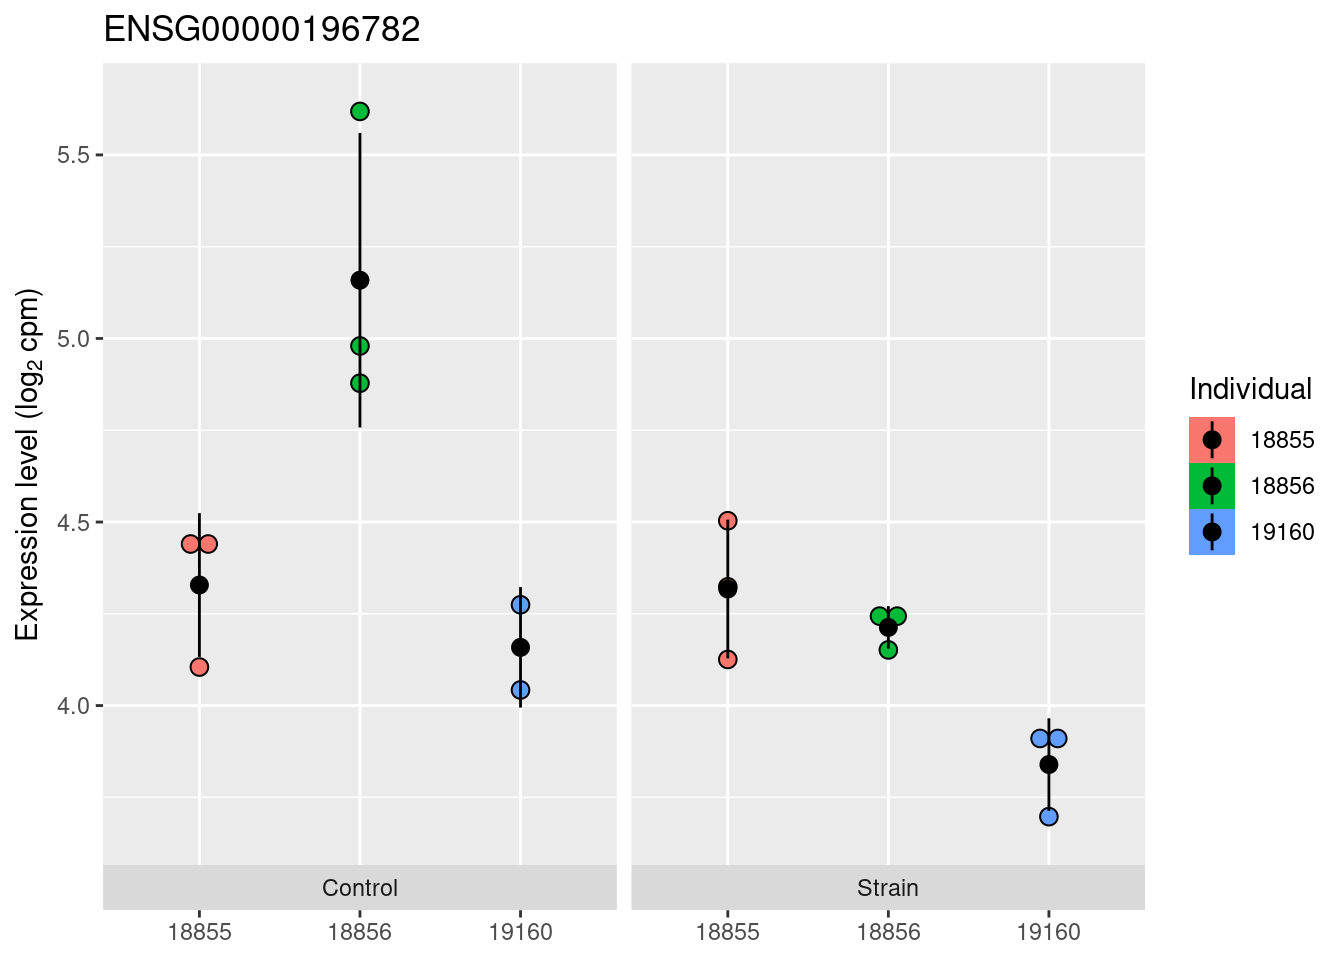 ENSG00000196782
Expression level (log₂ cpm)
5.5
5.0
4.5
4.0
Control
Strain
18855
18856
19160
18855
18856
19160
Individual
18855
18856
19160